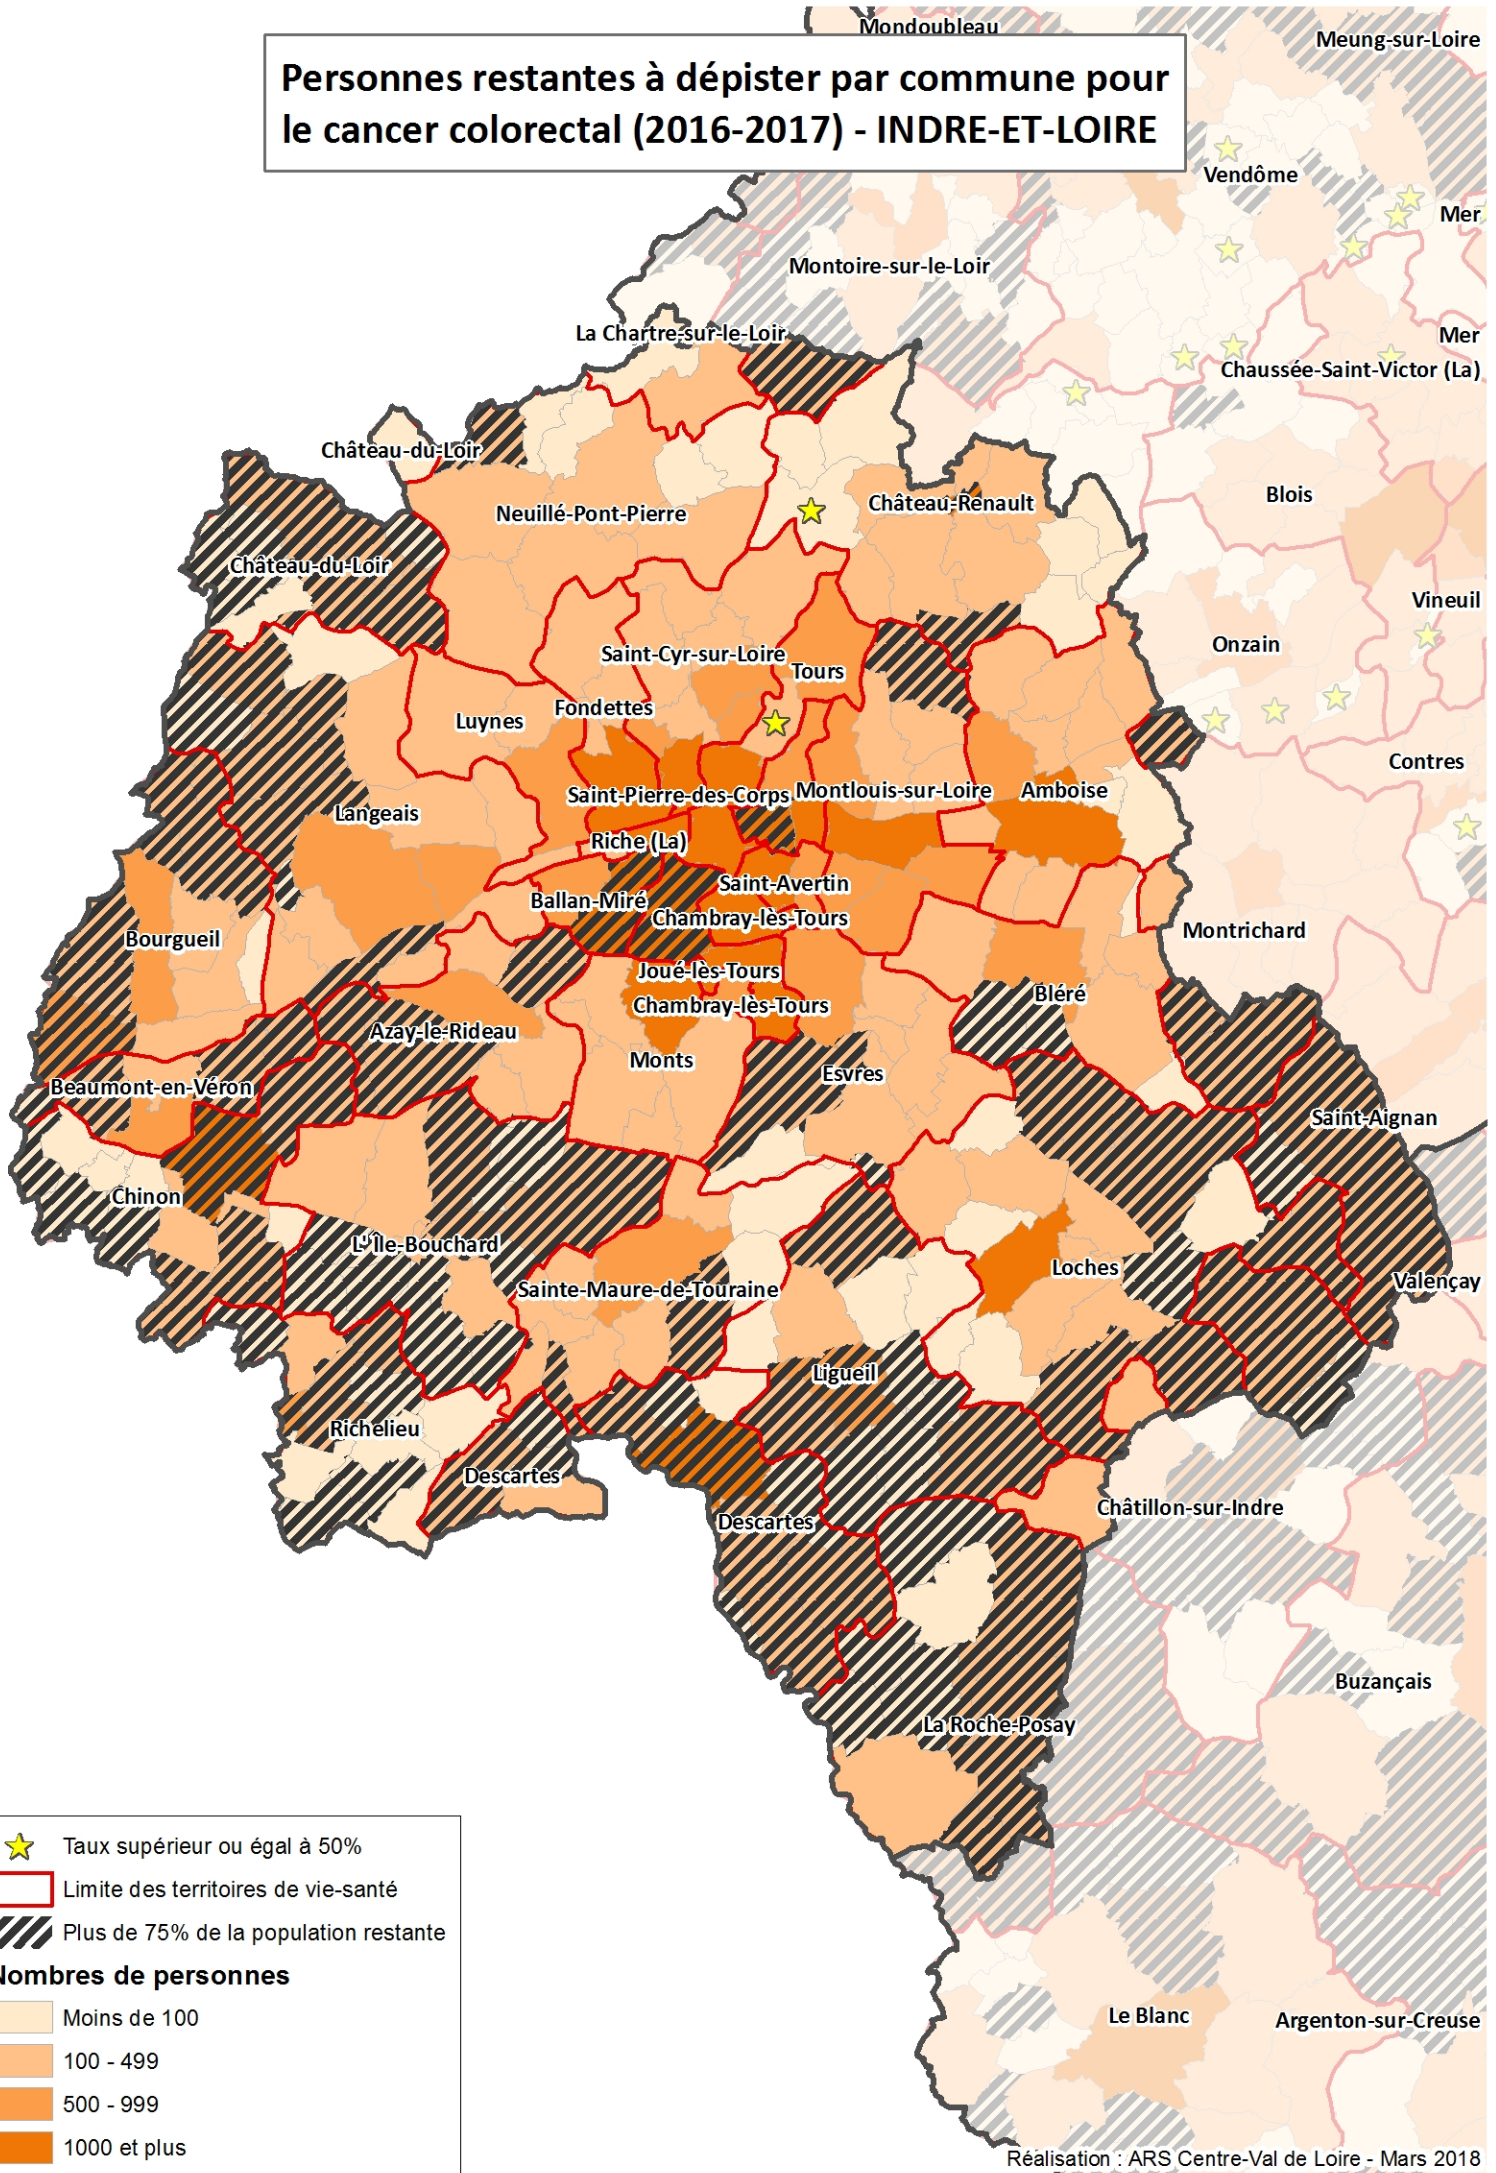 Mondoubleau
Meung-sur-Loire
Personnes restantes à dépister par commune pour
le cancer colorectal (2016-2017) - INDRE-ET-LOIRE
Vendôme
Mer
Montoire-sur-le-Loir
La Chartre-sur-le-Loir
Mer
Chaussée-Saint-Victor (La)
Château-du-Loir
Blois
Château-Renault
Neuillé-Pont-Pierre
Château-du-Loir
Vineuil
Onzain
Saint-Cyr-sur-Loire
Tours
Fondettes
Luynes
Contres
Saint-Pierre-des-Corps
Montlouis-sur-Loire
Amboise
Langeais
Riche (La)
Saint-Avertin
Ballan-Miré
Chambray-lès-Tours
Montrichard
Bourgueil
Joué-lès-Tours
Bléré
Chambray-lès-Tours
Azay-le-Rideau
Monts
Esvres
Beaumont-en-Véron
Saint-Aignan
Chinon
L'Île-Bouchard
Loches
Valençay
Sainte-Maure-de-Touraine
Ligueil
Richelieu
Descartes
Châtillon-sur-Indre
Descartes
Buzançais
La Roche-Posay
Taux supérieur ou égal à 50%
Limite des territoires de vie-santé
Plus de 75% de la population restante
Nombres de personnes
Moins de 100
100 - 499
500 - 999
1000 et plus
Le Blanc
Argenton-sur-Creuse
Réalisation : ARS Centre-Val de Loire - Mars 2018